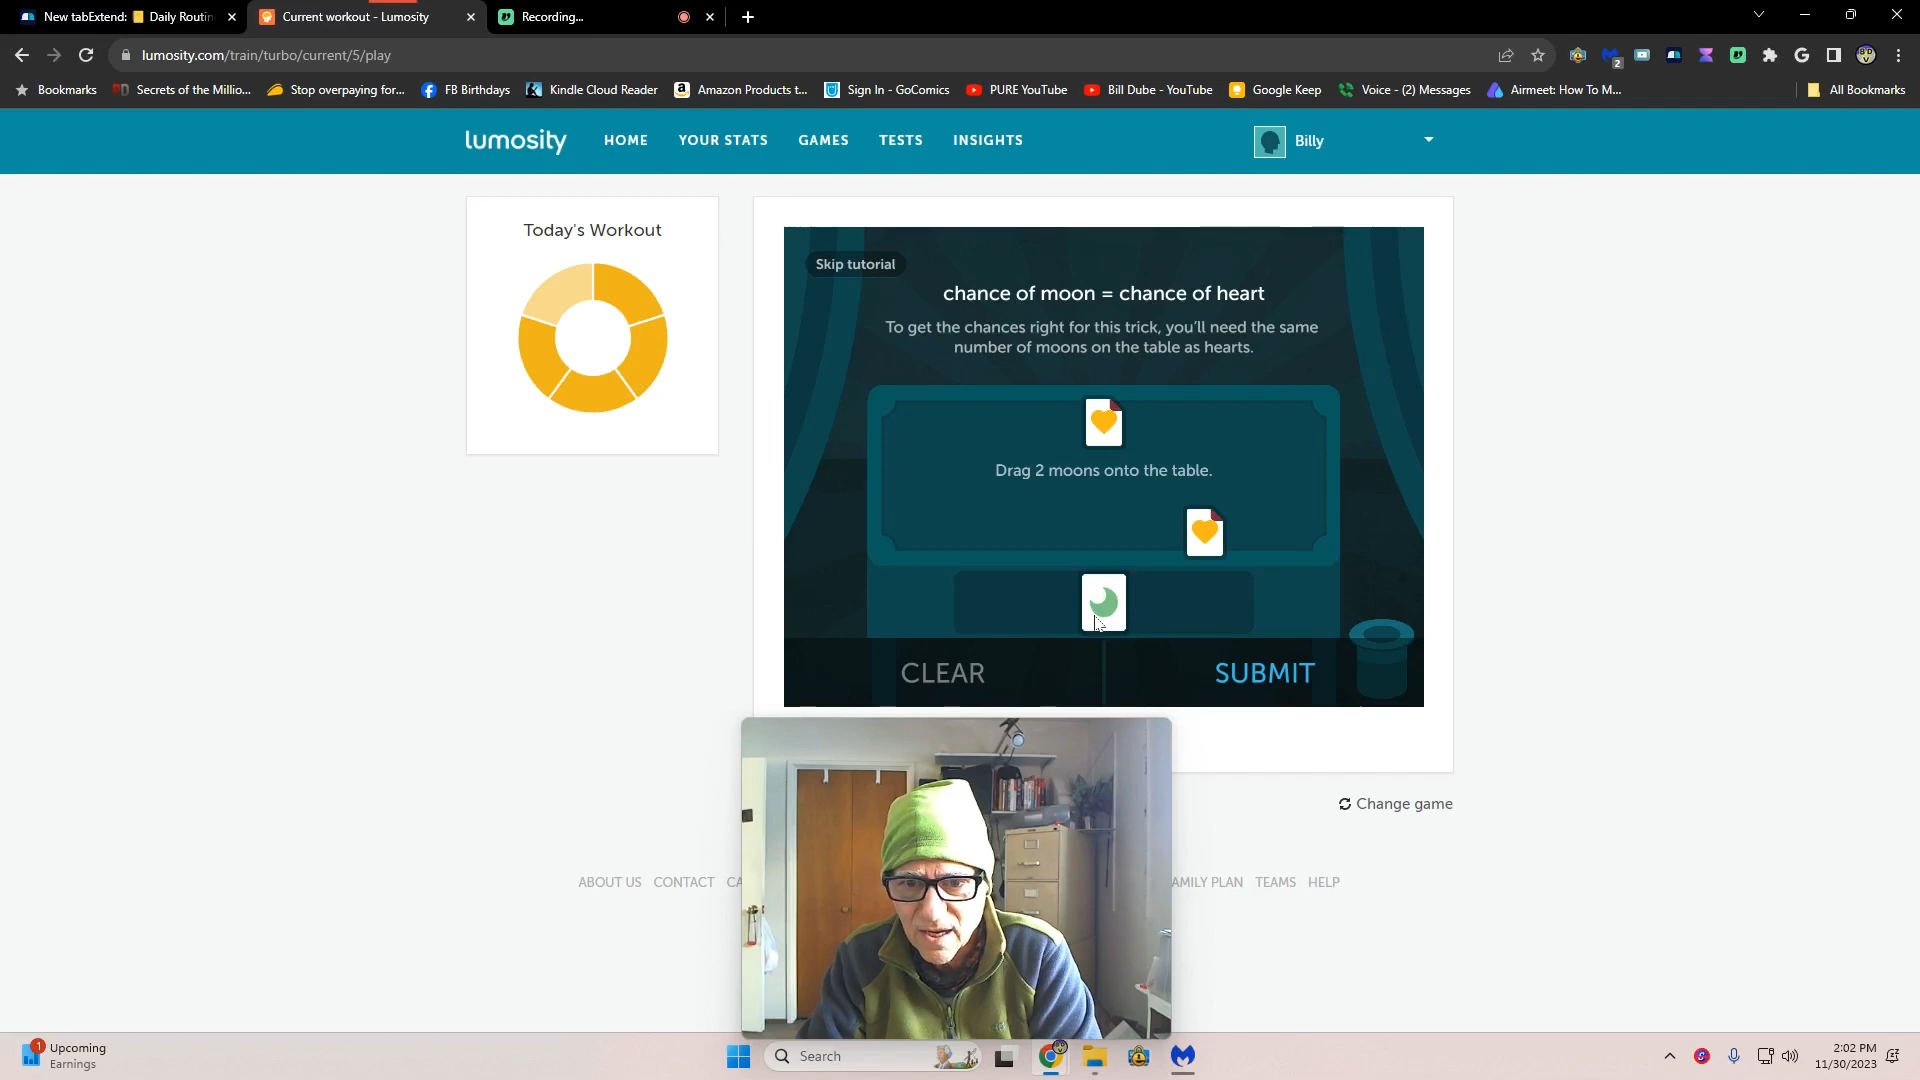 New tabExtend: Daily Routin
Current workout - Lumosity
Recording...
lumosity.com/train/turbo/current/5/play
2
Bookmarks
Secrets of the Millio...
Stop overpaying for...
FB Birthdays
Kindle Cloud Reader
Amazon Products t...
Sign In - GoComics
PURE YouTube
Bill Dube - YouTube
Google Keep
Voice - (2) Messages
Airmeet: How To M...
All Bookmarks
lumosity
HOME
YOUR STATS
GAMES
TESTS
INSIGHTS
Billy
Today's Workout
Skip tutorial
chance of moon = chance of heart
To get the chances right for this trick, you'll need the same
number of moons on the table as hearts.
Drag 2 moons onto the table.
CLEAR
SUBMIT
Change game
ABOUT US
CONTACT
CA
AMILY PLAN
TEAMS
HELP
1
Upcoming
Earnings
Search
2:02 PM
11/30/2023